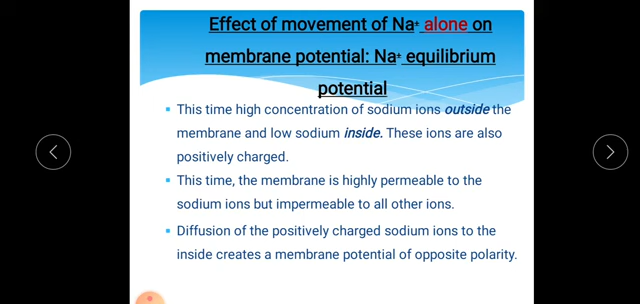 Effect of movement of Na+ alone on
membrane potential: Na+ equilibrium
potential
▪ This time high concentration of sodium ions outside the
membrane and low sodium inside. These ions are also
positively charged.
▪ This time, the membrane is highly permeable to the
sodium ions but impermeable to all other ions.
▪ Diffusion of the positively charged sodium ions to the
inside creates a membrane potential of opposite polarity.